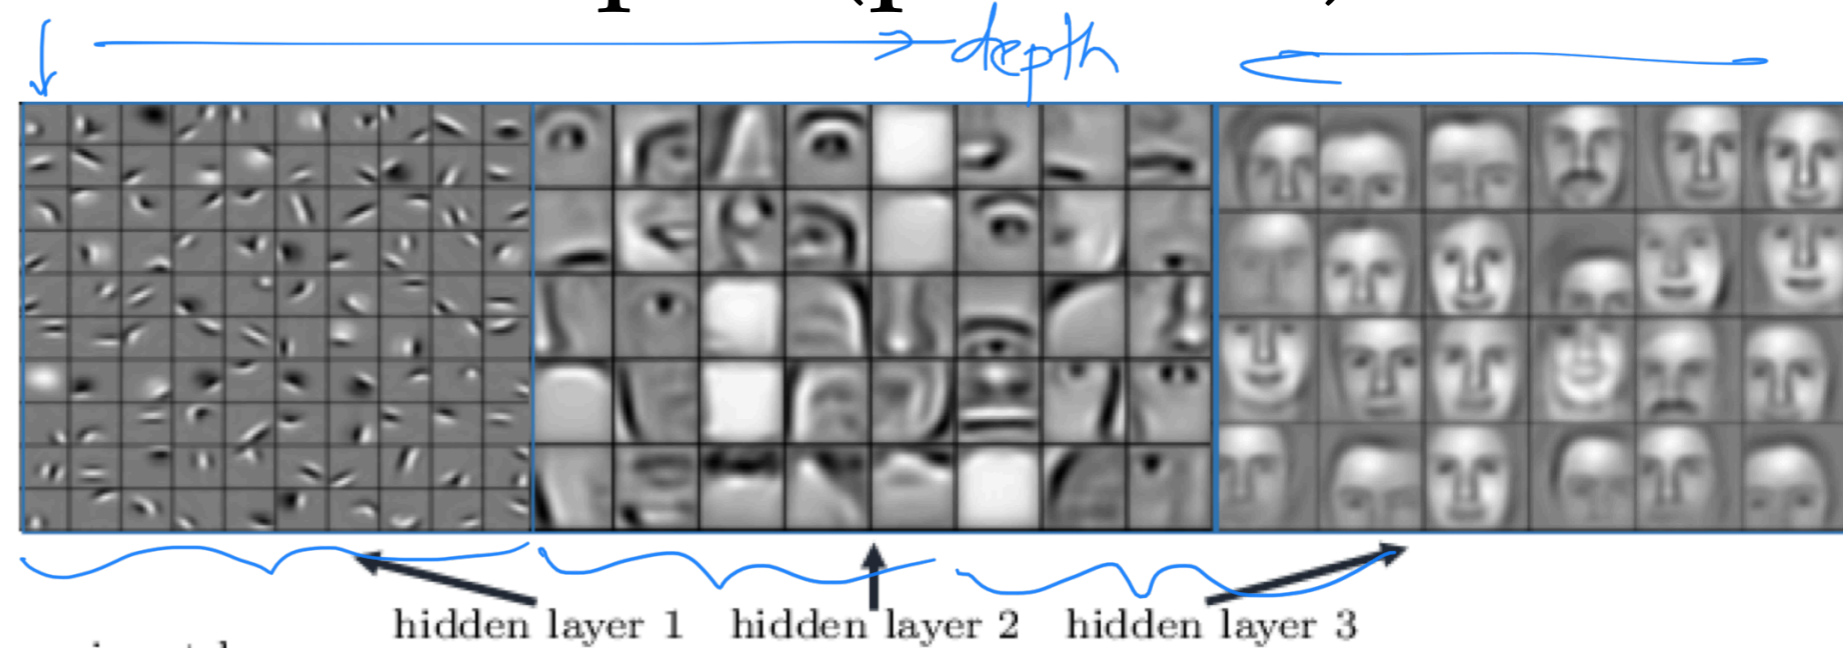 depth
hidden layer 1
hidden layer 2
hidden layer 3